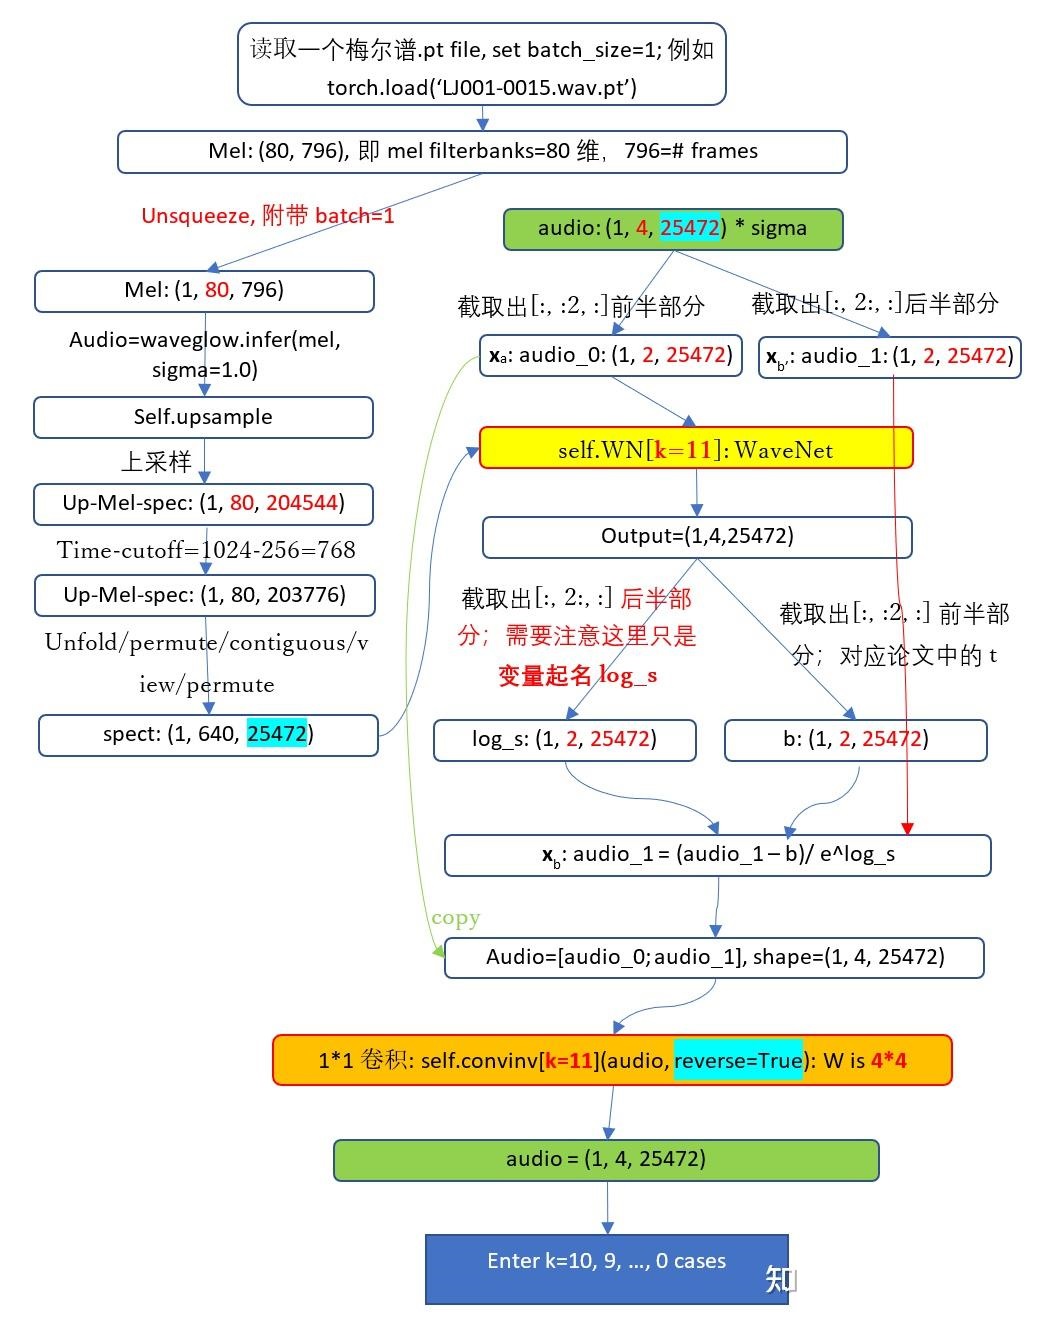 读取一个梅尔谱.pt file, set batch_size=1; 例如
torch.load(‘LJ001-0015.wav.pt’)
Mel: (80, 796), 即 mel filterbanks=80 维，796=# frames
Unsqueeze, 附带 batch=1
Mel: (1, 80, 796)
Audio=waveglow.infer(mel,
sigma=1.0)
Self.upsample
上采样
Up-Mel-spec: (1, 80, 204544)
Time-cutoff=1024-256=768
Up-Mel-spec: (1, 80, 203776)
Unfold/permute/contiguous/v
iew/permute
spect: (1, 640, 25472)
audio: (1, 4, 25472) * sigma
截取出[:, :2, :]前半部分
截取出[:, 2:, :]后半部分
xa: audio_0: (1, 2, 25472)
xb′: audio_1: (1, 2, 25472)
self.WN[k=11]: WaveNet
Output=(1,4,25472)
截取出[:, 2:, :] 后半部
分；需要注意这里只是
变量起名 log_s
截取出[:, :2, :] 前半部
分；对应论文中的 t
log_s: (1, 2, 25472)
b: (1, 2, 25472)
xb: audio_1 = (audio_1 – b)/ e^log_s
copy
Audio=[audio_0; audio_1], shape=(1, 4, 25472)
1*1 卷积: self.convinv[k=11](audio, reverse=True): W is 4*4
audio = (1, 4, 25472)
Enter k=10, 9, …, 0 cases
知